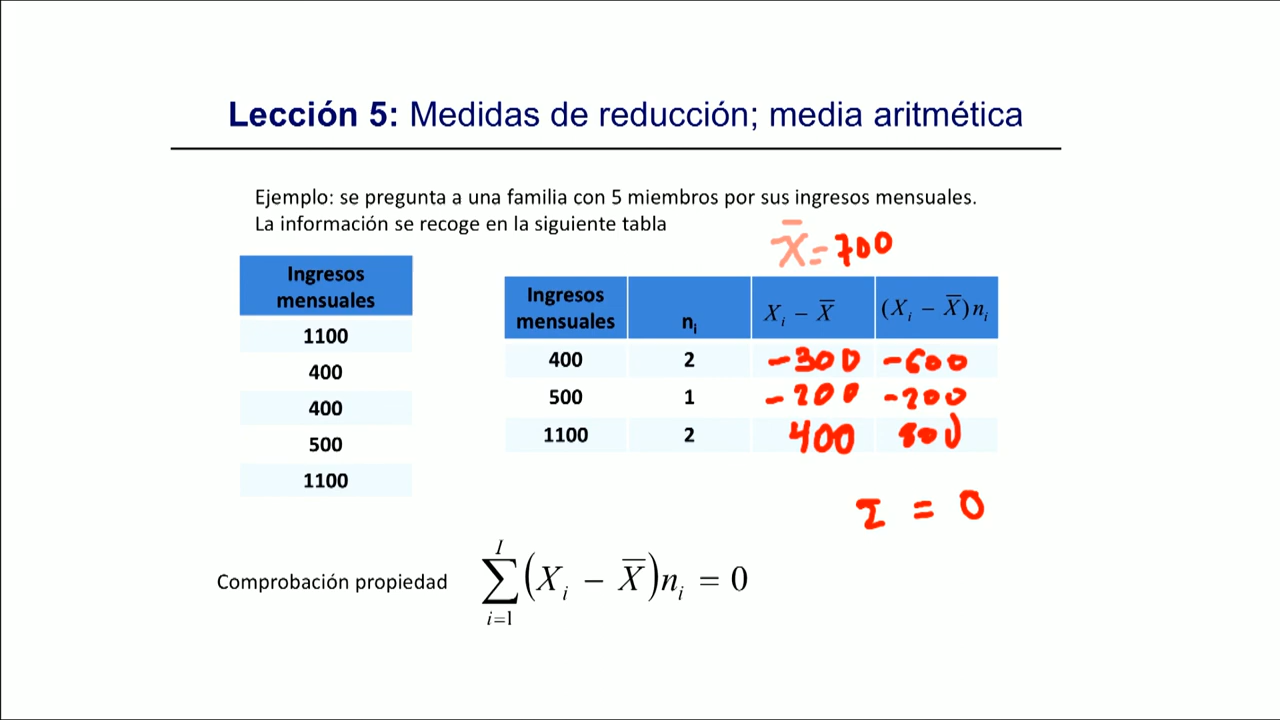 Lección 5: Medidas de reducción; media aritmética
Ejemplo: se pregunta a una familia con 5 miembros por sus ingresos mensuales.
La información se recoge en la siguiente tabla
X̄ = 700
Ingresos
mensuales
1100
400
400
500
1100
Ingresos mensuales nᵢ Xᵢ − X̄ (Xᵢ − X̄)nᵢ
400 2 -300 -600
500 1 -200 -200
1100 2 400 800
Σ = 0
Comprobación propiedad ∑ᵢ₌₁ᴵ (Xᵢ − X̄)nᵢ = 0